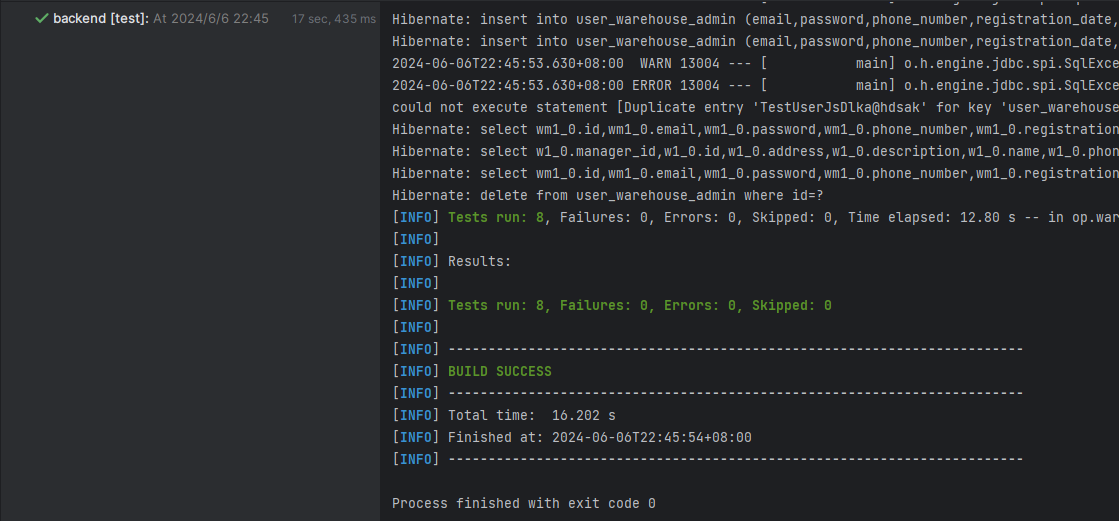 backend [test]: At 2024/6/6 22:45 17 sec, 435 ms
Hibernate: insert into user_warehouse_admin (email,password,phone_number,registration_date,
Hibernate: insert into user_warehouse_admin (email,password,phone_number,registration_date,
2024-06-06T22:45:53.630+08:00  WARN 13004 --- [           main] o.h.engine.jdbc.spi.SqlExce
2024-06-06T22:45:53.630+08:00 ERROR 13004 --- [           main] o.h.engine.jdbc.spi.SqlExce
could not execute statement [Duplicate entry 'TestUserJsDlka@hdsak' for key 'user_warehouse
Hibernate: select wm1_0.id,wm1_0.email,wm1_0.password,wm1_0.phone_number,wm1_0.registration
Hibernate: select w1_0.manager_id,w1_0.id,w1_0.address,w1_0.description,w1_0.name,w1_0.phon
Hibernate: select wm1_0.id,wm1_0.email,wm1_0.password,wm1_0.phone_number,wm1_0.registration
Hibernate: delete from user_warehouse_admin where id=?
[INFO] Tests run: 8, Failures: 0, Errors: 0, Skipped: 0, Time elapsed: 12.80 s -- in op.war
[INFO]
[INFO] Results:
[INFO]
[INFO] Tests run: 8, Failures: 0, Errors: 0, Skipped: 0
[INFO]
[INFO] ------------------------------------------------------------------------
[INFO] BUILD SUCCESS
[INFO] ------------------------------------------------------------------------
[INFO] Total time:  16.202 s
[INFO] Finished at: 2024-06-06T22:45:54+08:00
[INFO] ------------------------------------------------------------------------
Process finished with exit code 0